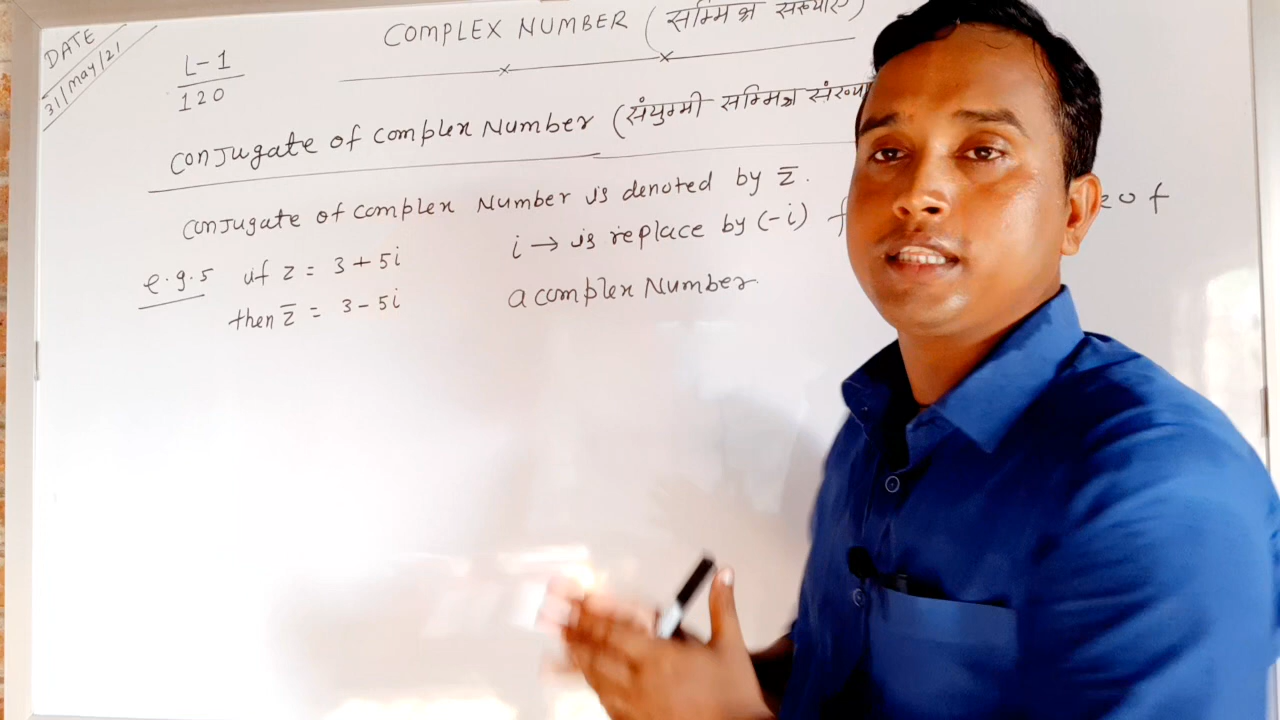 DATE
31/May/21
L-1
120
COMPLEX NUMBER (सम्मिश्र संख्याएँ)
Conjugate of complex Number (संयुग्मी सम्मिश्र संख्या
Conjugate of complex Number is denoted by z̅.
i → is replace by (-i) f
a complex Number.
e.g.5 if z = 3 + 5i
then z̅ = 3 - 5i